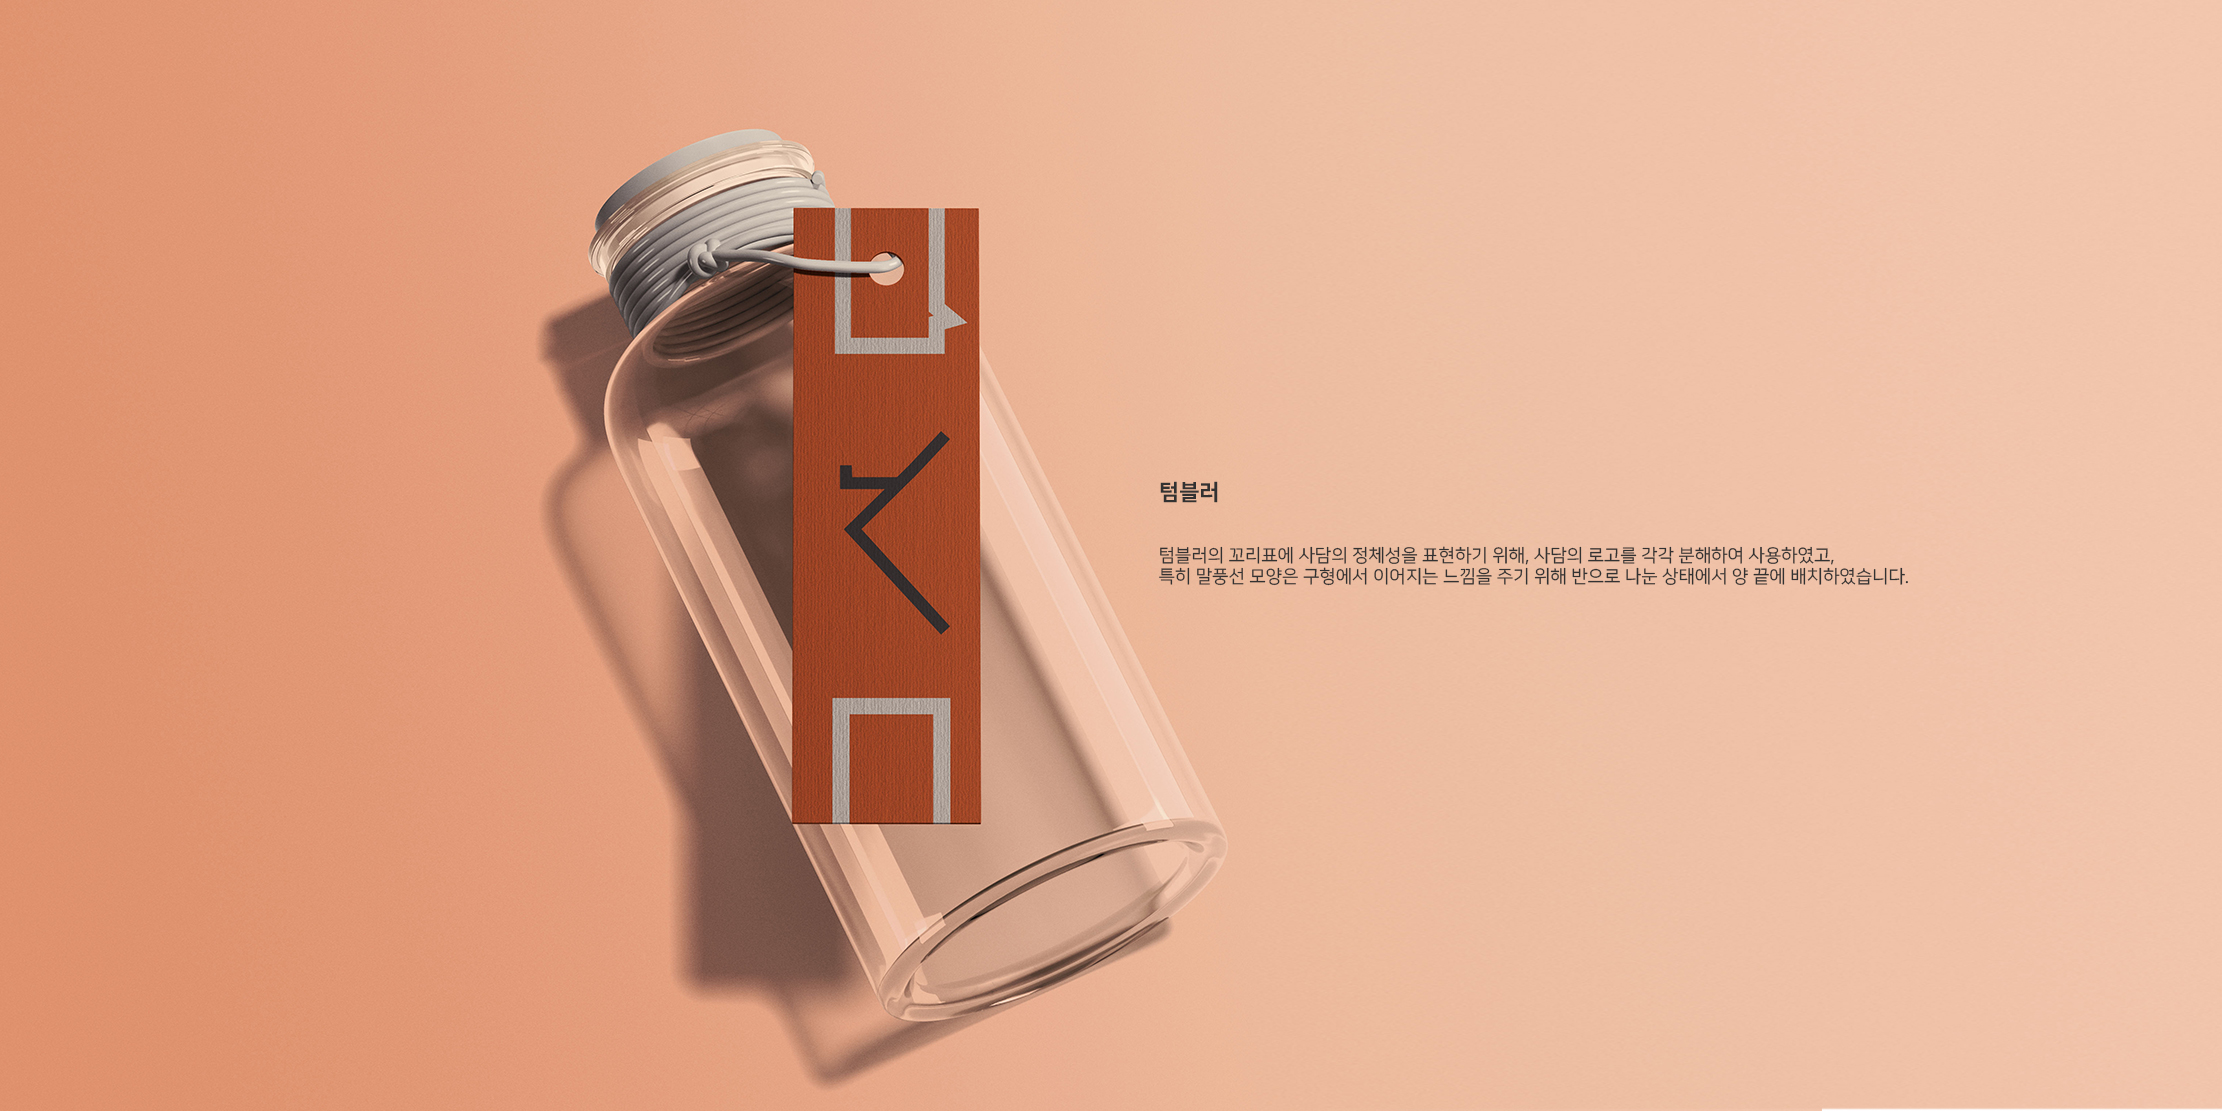 텀블러
텀블러의 꼬리표에 사담의 정체성을 표현하기 위해, 사담의 로고를 각각 분해하여 사용하였고,
특히 말풍선 모양은 구형에서 이어지는 느낌을 주기 위해 반으로 나눈 상태에서 양 끝에 배치하였습니다.